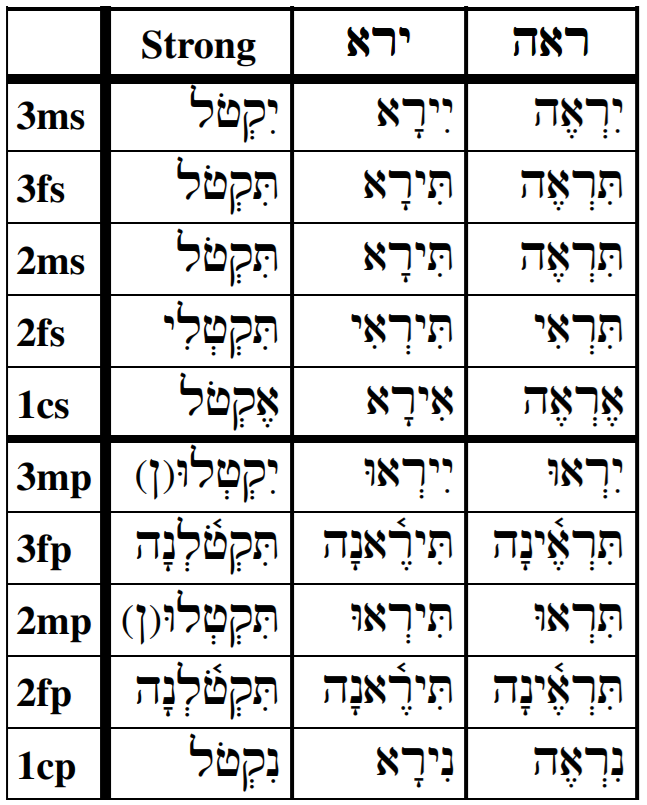 Strong ירא ראה
3ms יִקְטֹל יִירָא יִרְאֶה
3fs תִּקְטֹל תִּירָא תִּרְאֶה
2ms תִּקְטֹל תִּירָא תִּרְאֶה
2fs תִּקְטְלִי תִּירְאִי תִּרְאִי
1cs אֶקְטֹל אִירָא אֶרְאֶה
3mp יִקְטְלוּ(ן) יִירְאוּ יִרְאוּ
3fp תִּקְטֹ֫לְנָה תִּירֶ֫אנָה תִּרְאֶ֫ינָה
2mp תִּקְטְלוּ(ן) תִּירְאוּ תִּרְאוּ
2fp תִּקְטֹ֫לְנָה תִּירֶ֫אנָה תִּרְאֶ֫ינָה
1cp נִקְטֹל נִירָא נִרְאֶה